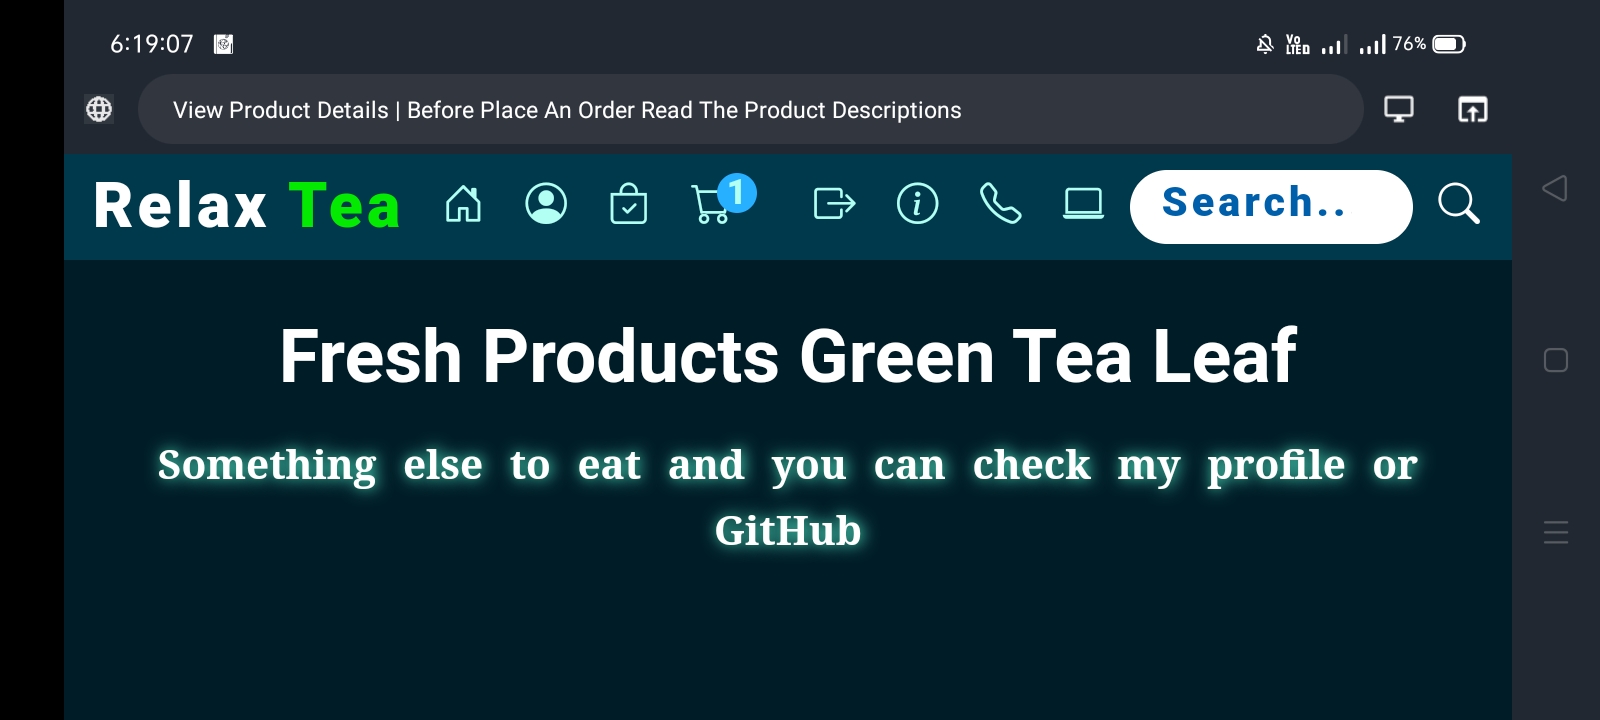 6:19:07 VO LTE 76%
View Product Details | Before Place An Order Read The Product Descriptions
Relax Tea 1 Search..
Fresh Products Green Tea Leaf
Something else to eat and you can check my profile or
GitHub